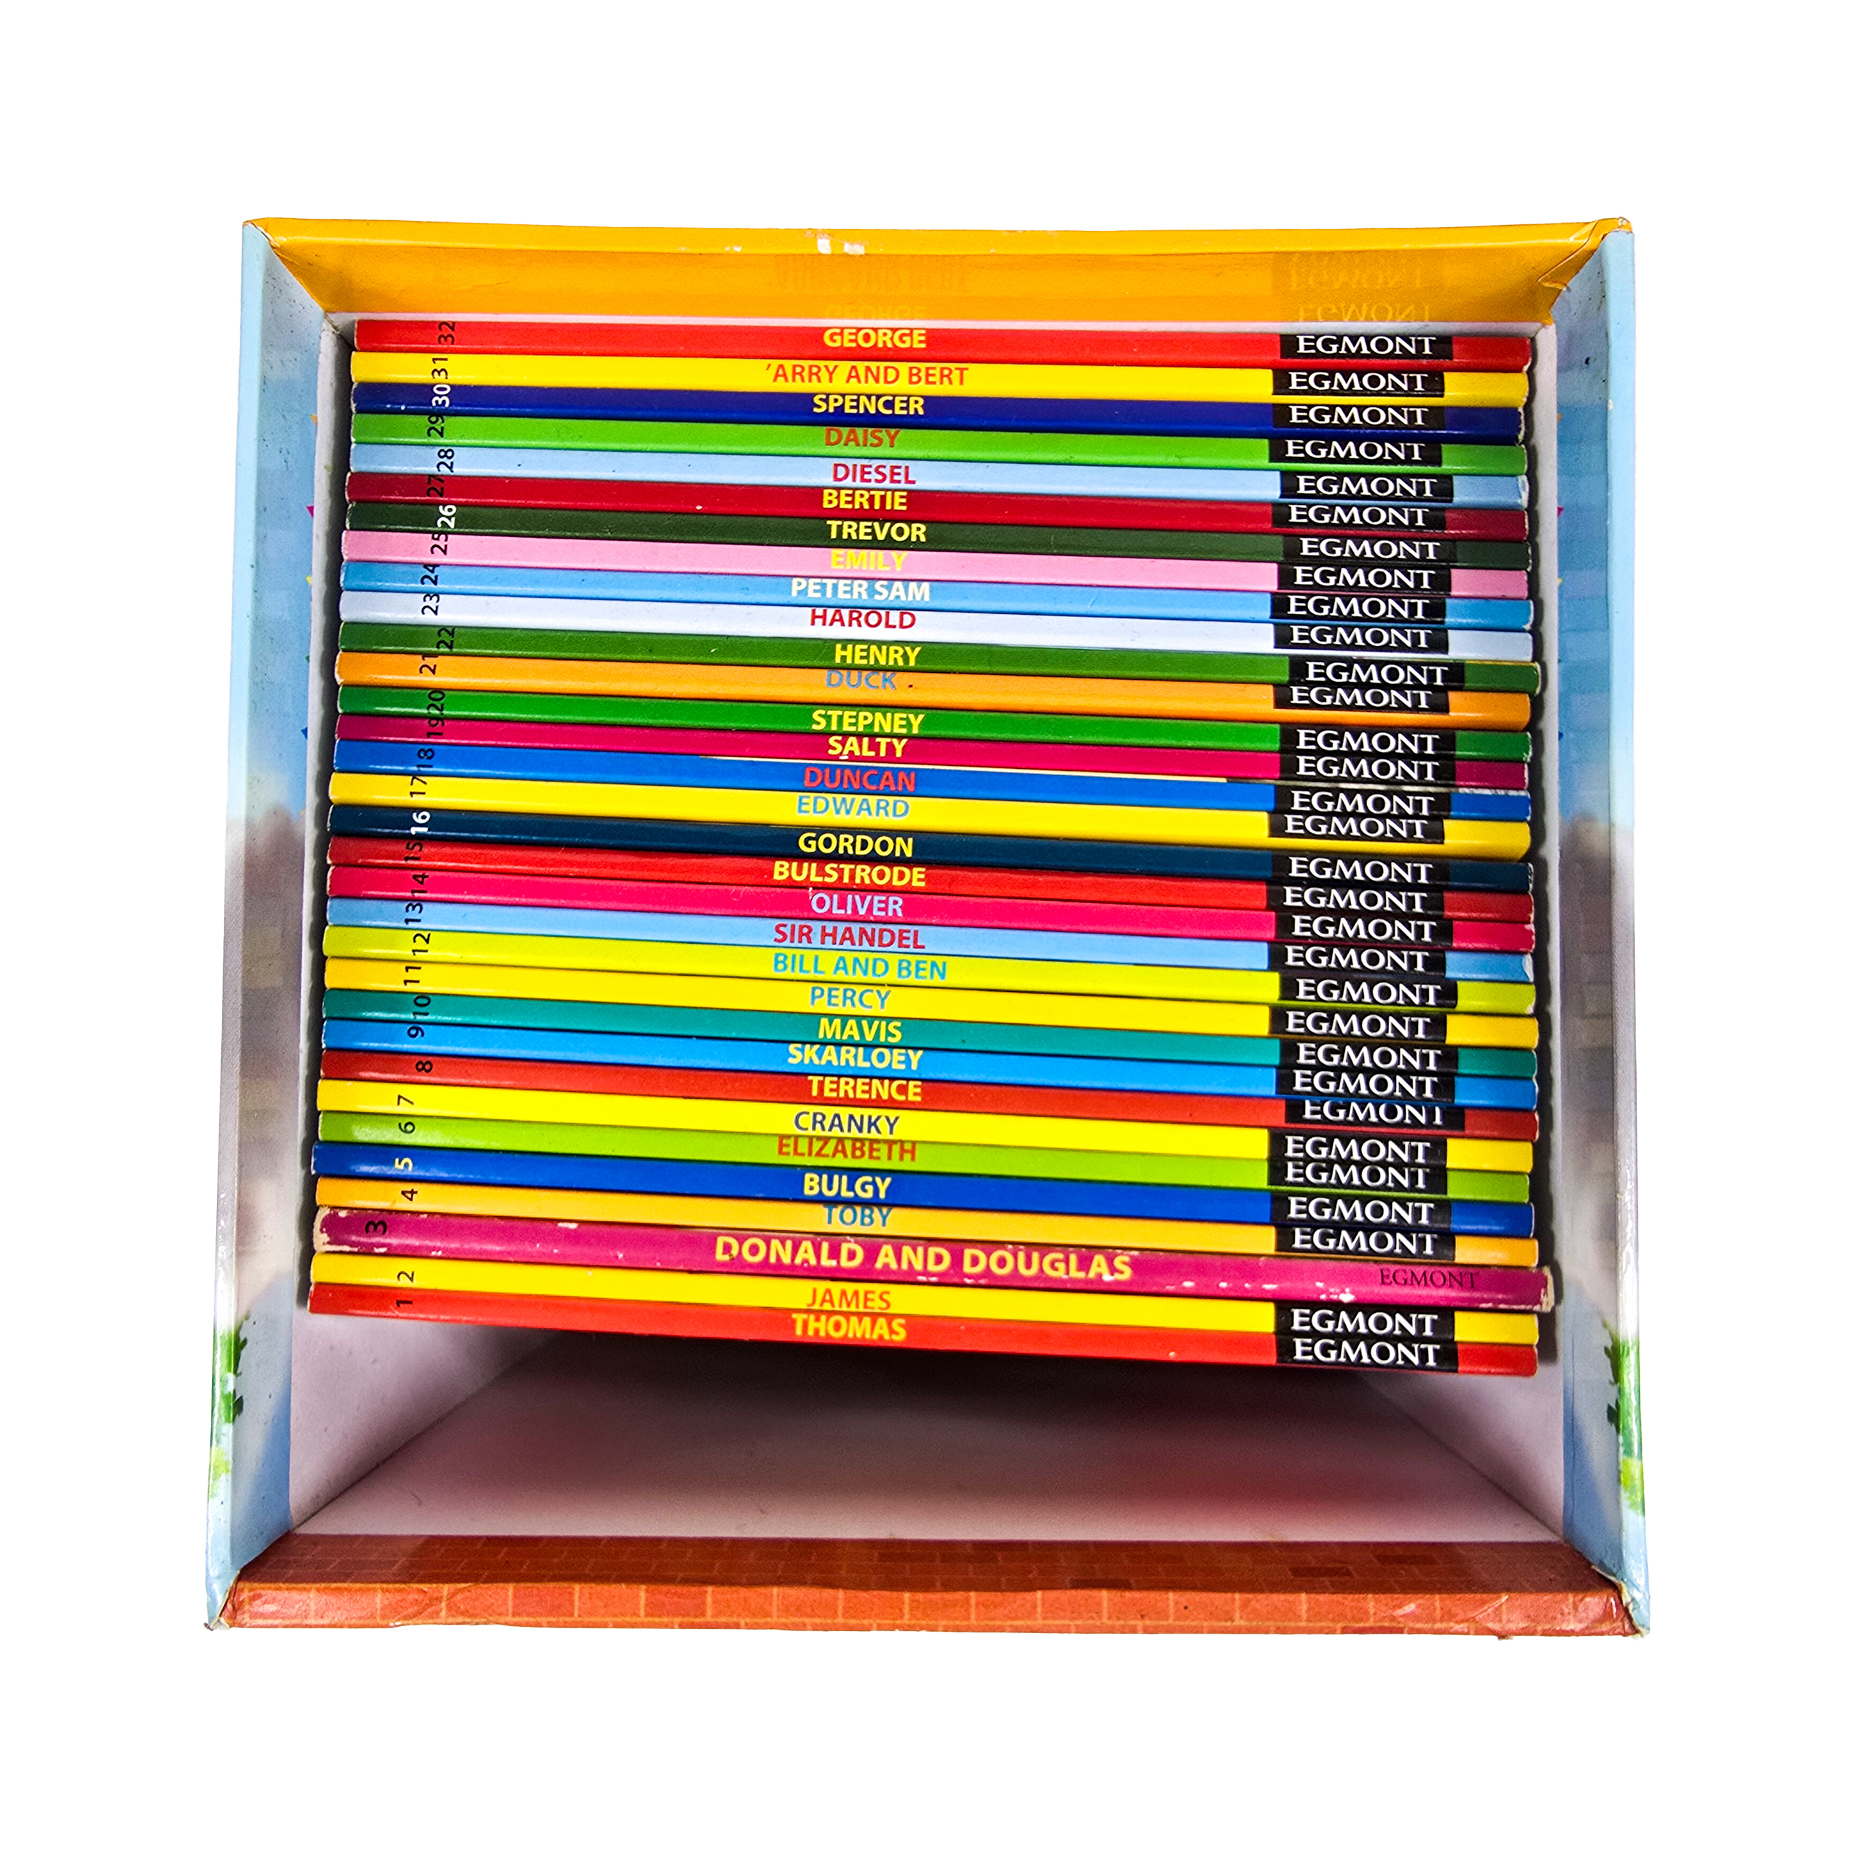 32 GEORGE EGMONT
31 'ARRY AND BERT EGMONT
30 SPENCER EGMONT
29 DAISY EGMONT
28 DIESEL EGMONT
27 BERTIE EGMONT
26 TREVOR EGMONT
25 EMILY EGMONT
24 PETER SAM EGMONT
23 HAROLD EGMONT
22 HENRY EGMONT
21 DUCK EGMONT
20 STEPNEY EGMONT
19 SALTY EGMONT
18 DUNCAN EGMONT
17 EDWARD EGMONT
16 GORDON EGMONT
15 BULSTRODE EGMONT
14 OLIVER EGMONT
13 SIR HANDEL EGMONT
12 BILL AND BEN EGMONT
11 PERCY EGMONT
10 MAVIS EGMONT
9 SKARLOEY EGMONT
8 TERENCE EGMONT
7 CRANKY EGMONT
6 ELIZABETH EGMONT
5 BULGY EGMONT
4 TOBY EGMONT
3 DONALD AND DOUGLAS EGMONT
2 JAMES EGMONT
1 THOMAS EGMONT